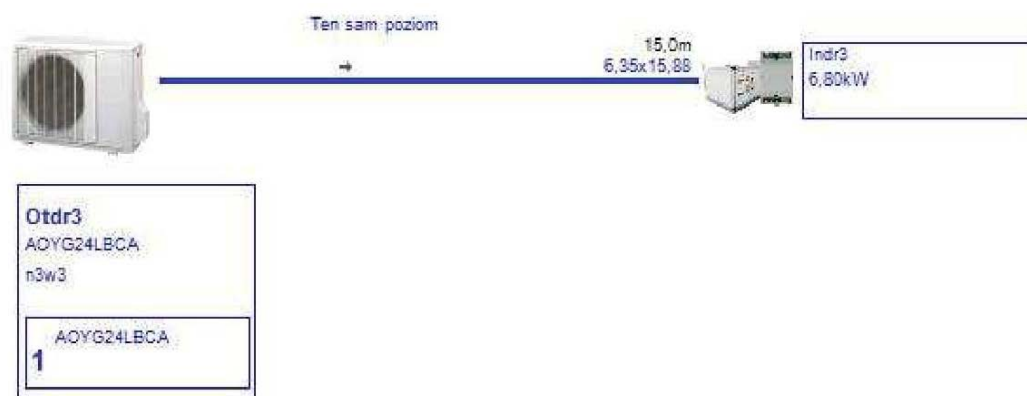 Ten sam poziom
15,0m
6,35x15,88
Indr3
6,80kW
Otdr3
AOYG24LBCA
n3w3
AOYG24LBCA
1